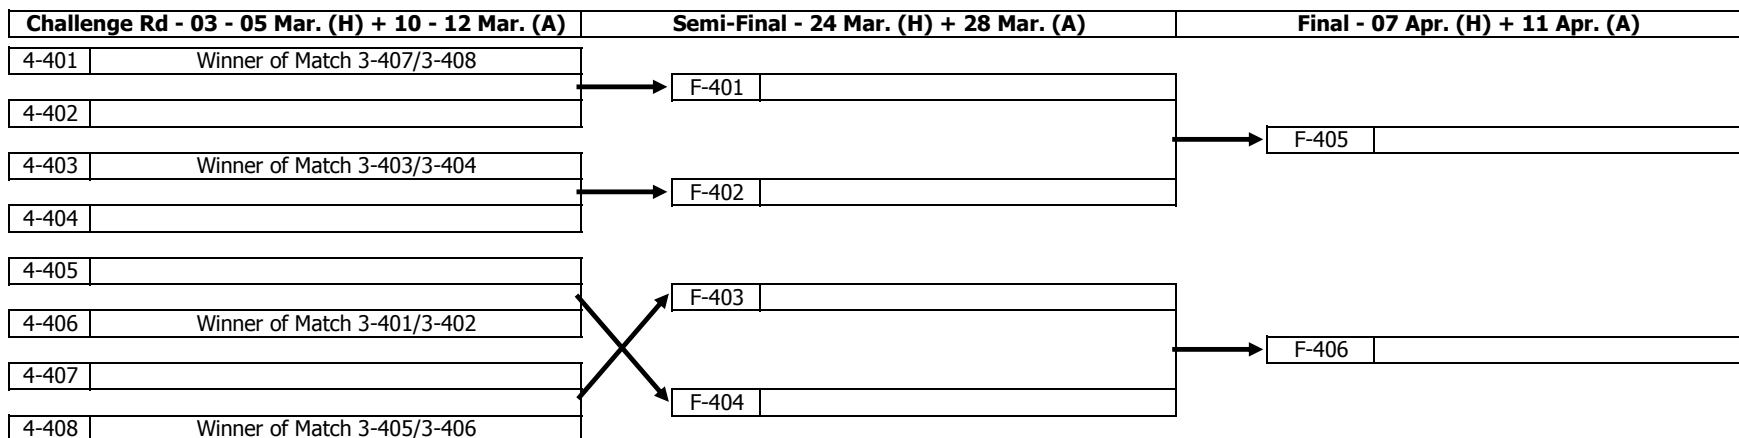 Challenge Rd - 03 - 05 Mar. (H) + 10 - 12 Mar. (A) Semi-Final - 24 Mar. (H) + 28 Mar. (A) Final - 07 Apr. (H) + 11 Apr. (A)
4-401 Winner of Match 3-407/3-408
F-401
4-402
F-405
4-403 Winner of Match 3-403/3-404
F-402
4-404
4-405
F-403
4-406 Winner of Match 3-401/3-402
F-406
4-407
F-404
4-408 Winner of Match 3-405/3-406